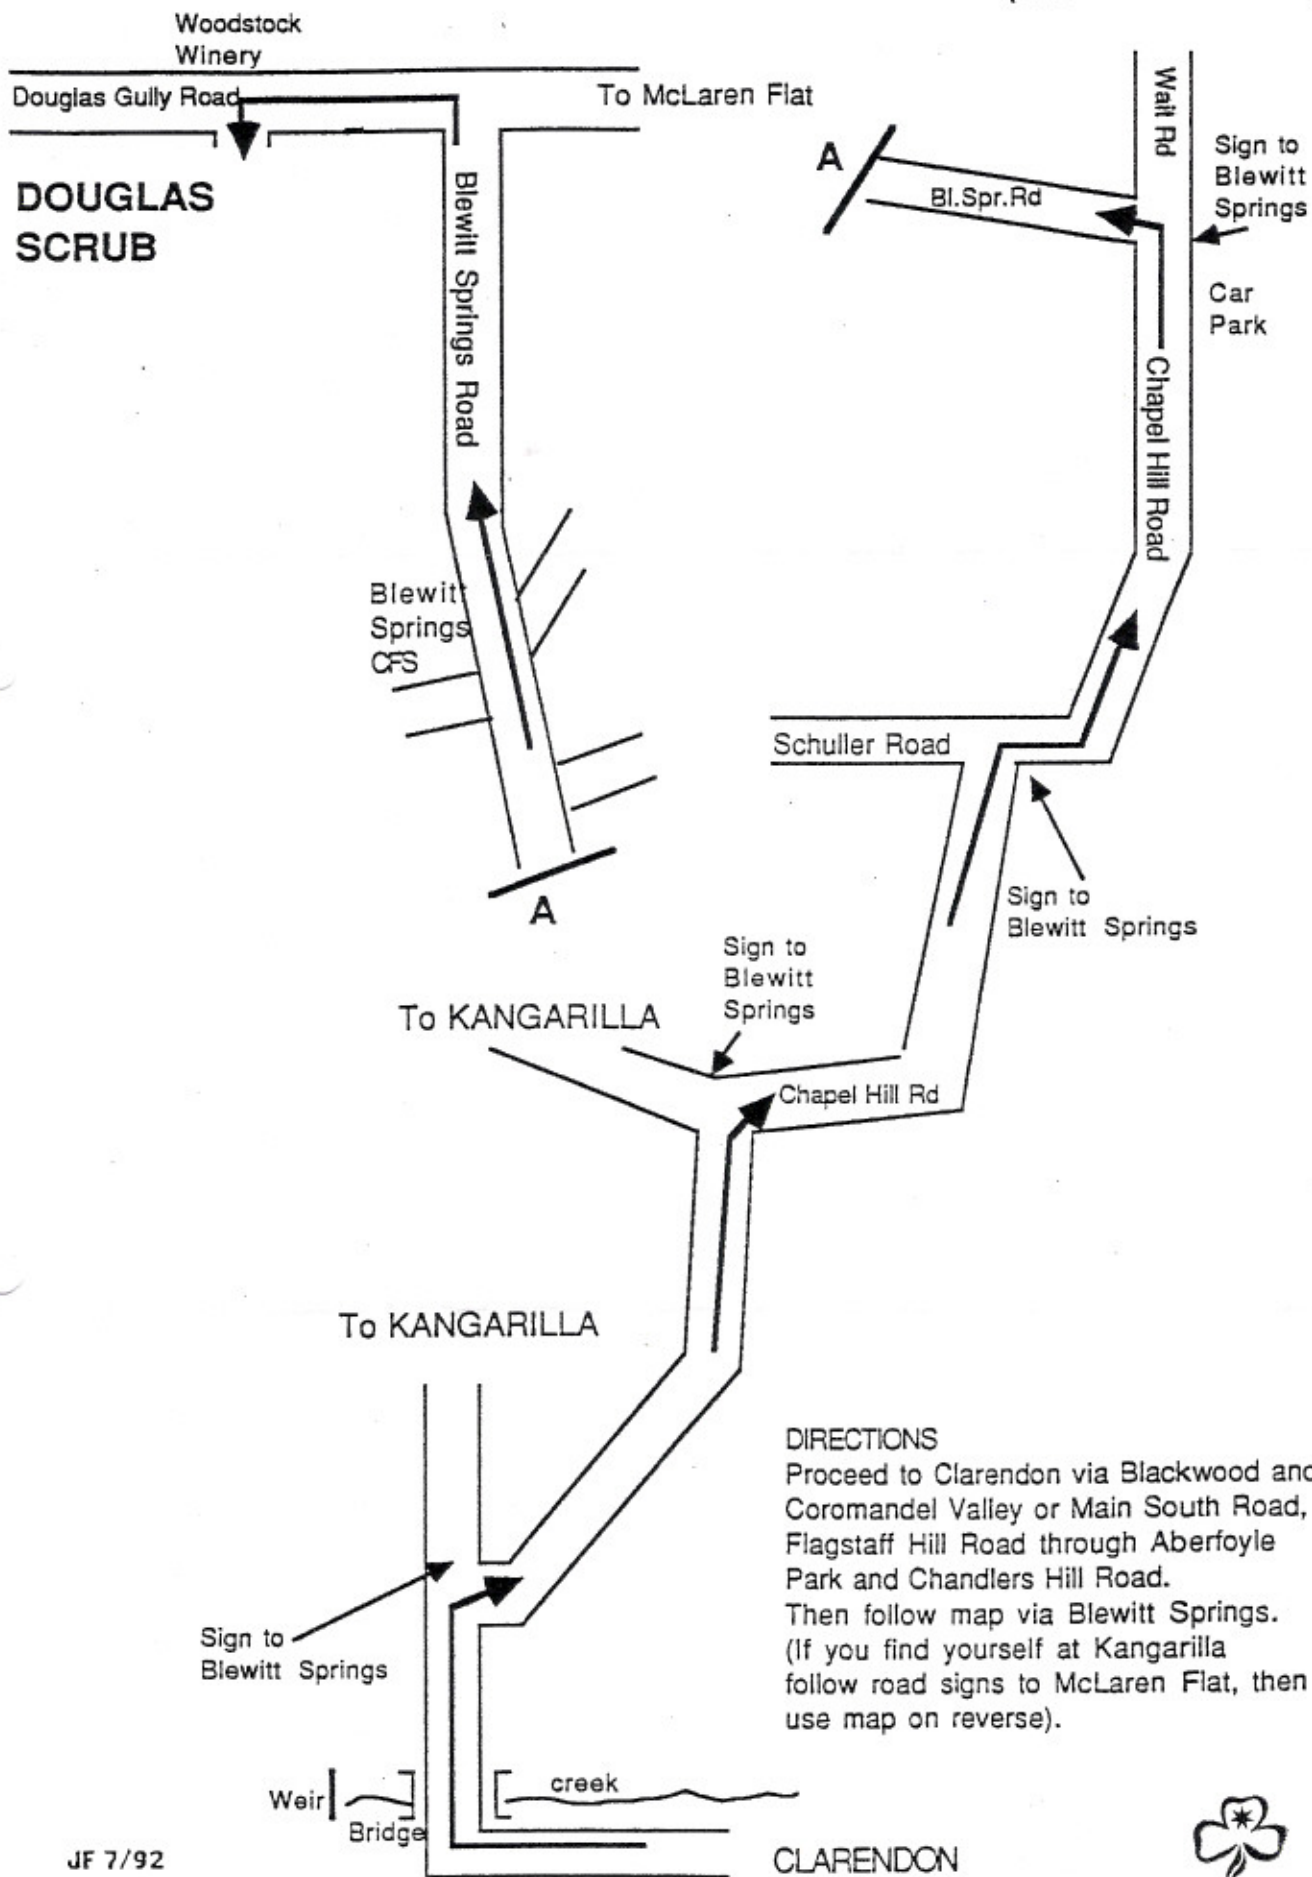 Woodstock
Winery
Douglas Gully Road
To McLaren Flat
DOUGLAS
SCRUB
Blewitt Springs Road
A
Bl.Spr.Rd
Wait Rd
Sign to
Blewitt
Springs
Car
Park
Chapel Hill Road
Blewitt
Springs
CFS
A
Schuller Road
Sign to
Blewitt Springs
Sign to
Blewitt
Springs
To KANGARILLA
Chapel Hill Rd
To KANGARILLA
Sign to
Blewitt Springs
DIRECTIONS
Proceed to Clarendon via Blackwood and
Coromandel Valley or Main South Road,
Flagstaff Hill Road through Aberfoyle
Park and Chandlers Hill Road.
Then follow map via Blewitt Springs.
(If you find yourself at Kangarilla
follow road signs to McLaren Flat, then
use map on reverse).
Weir
creek
Bridge
CLARENDON
JF 7/92